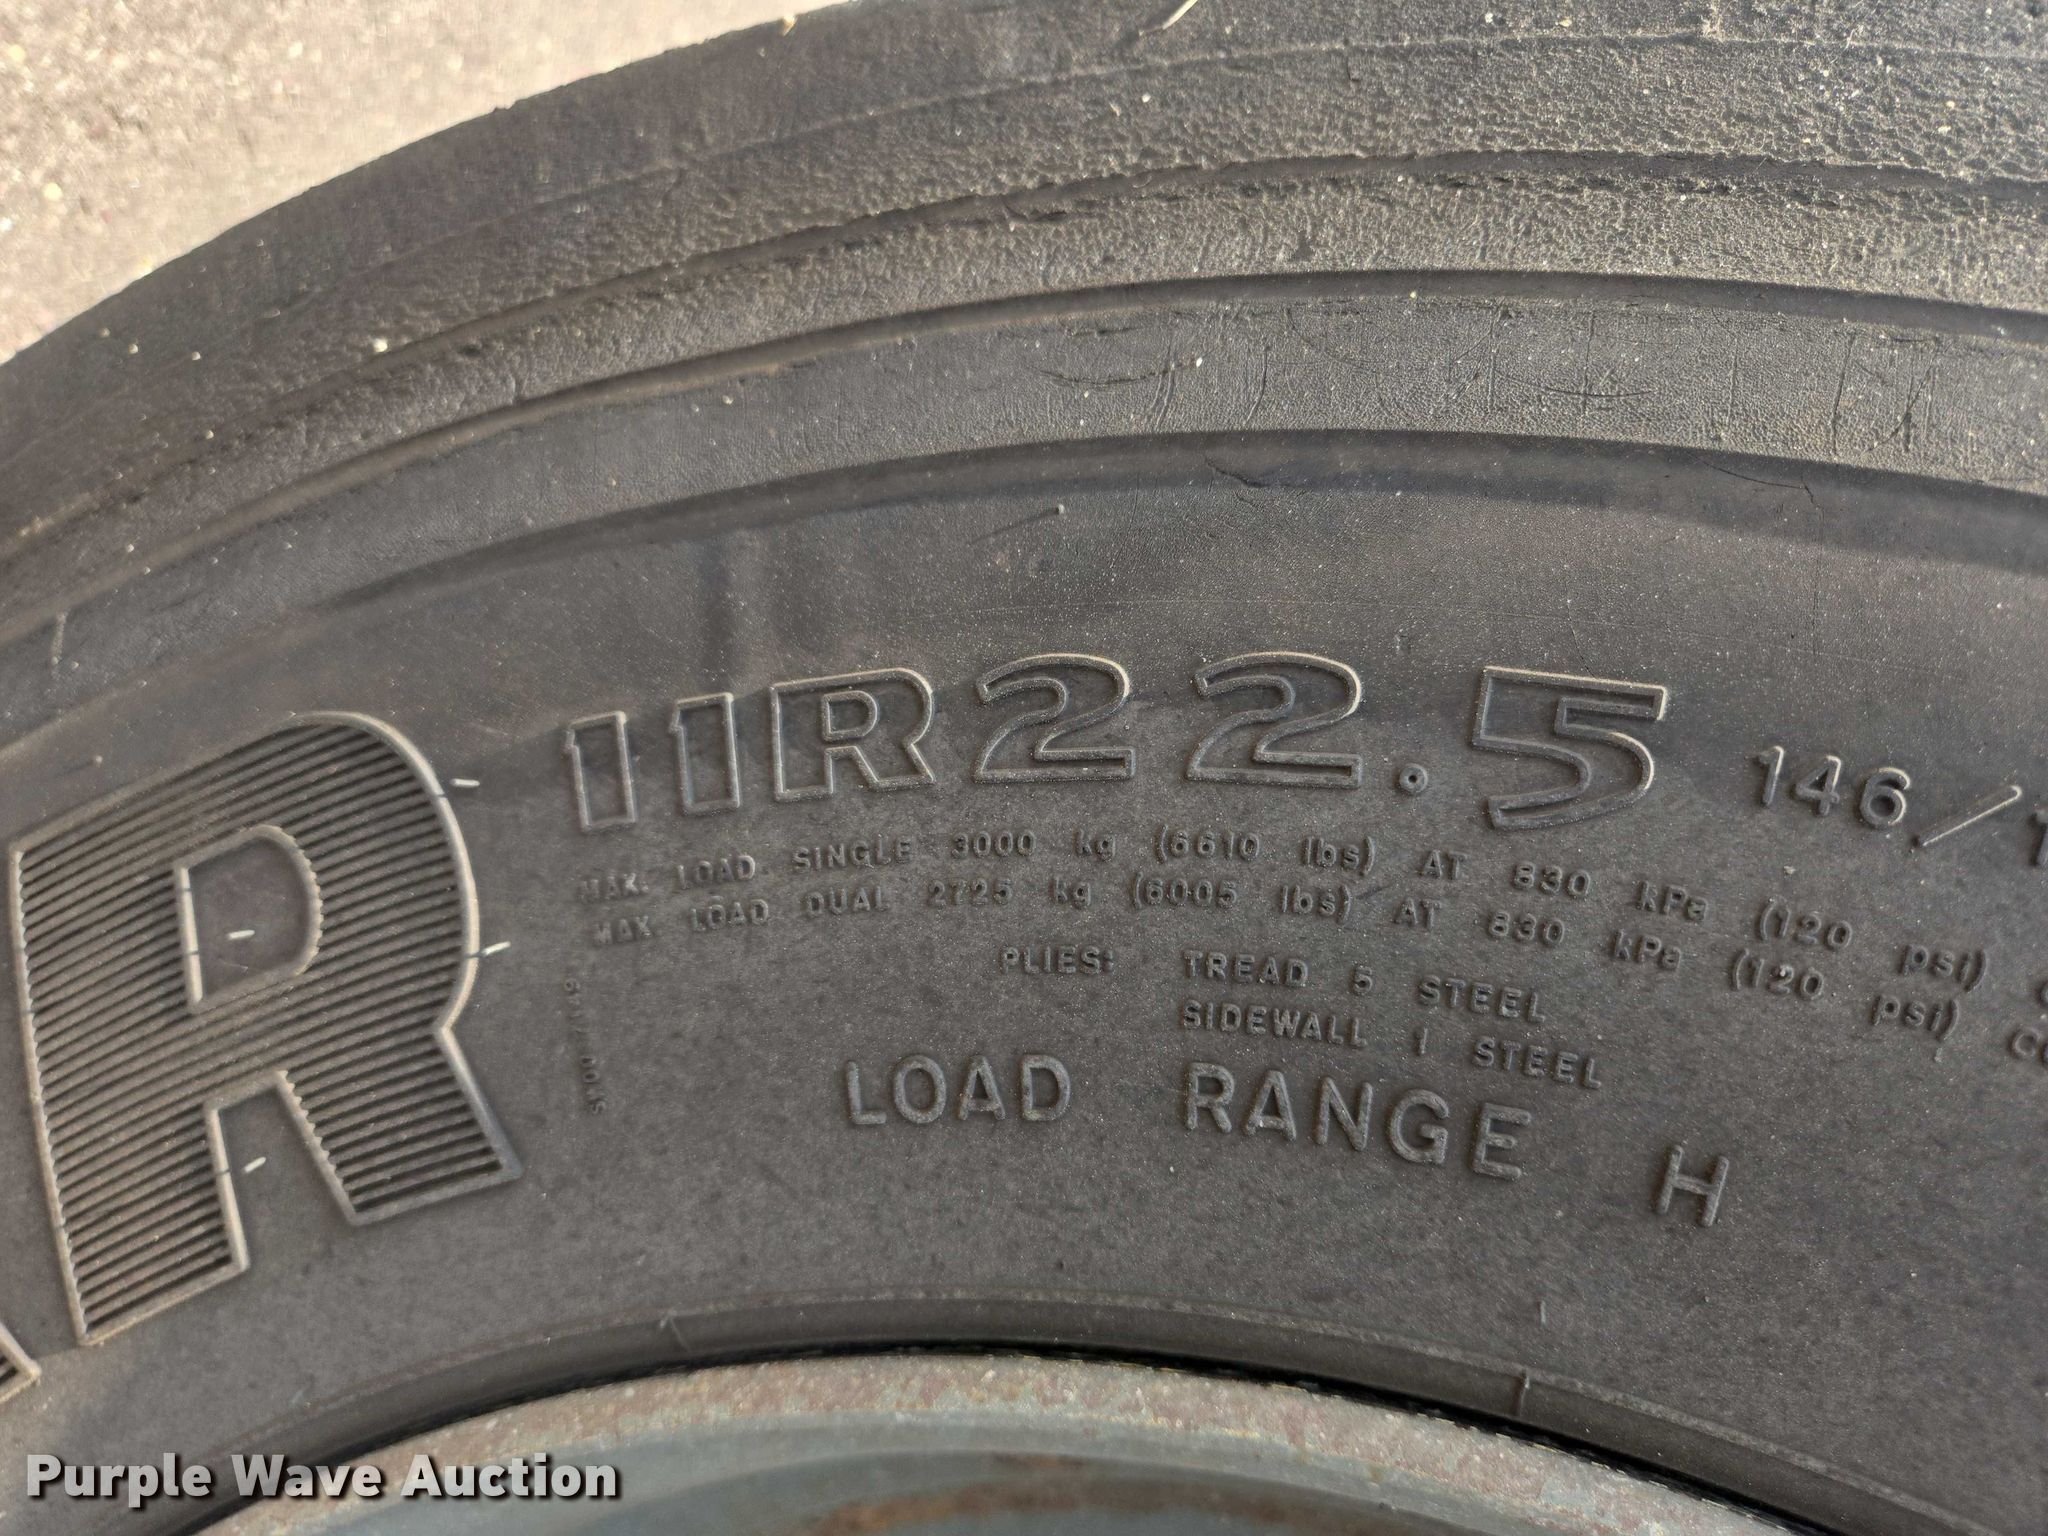 R
11R22.5 146/1
MAX. LOAD SINGLE 3000 kg (6610 lbs) AT 830 kPa (120 psi)
MAX. LOAD DUAL 2725 kg (6005 lbs) AT 830 kPa (120 psi)
PLIES: TREAD 5 STEEL
SIDEWALL 1 STEEL
LOAD RANGE H
Purple Wave Auction